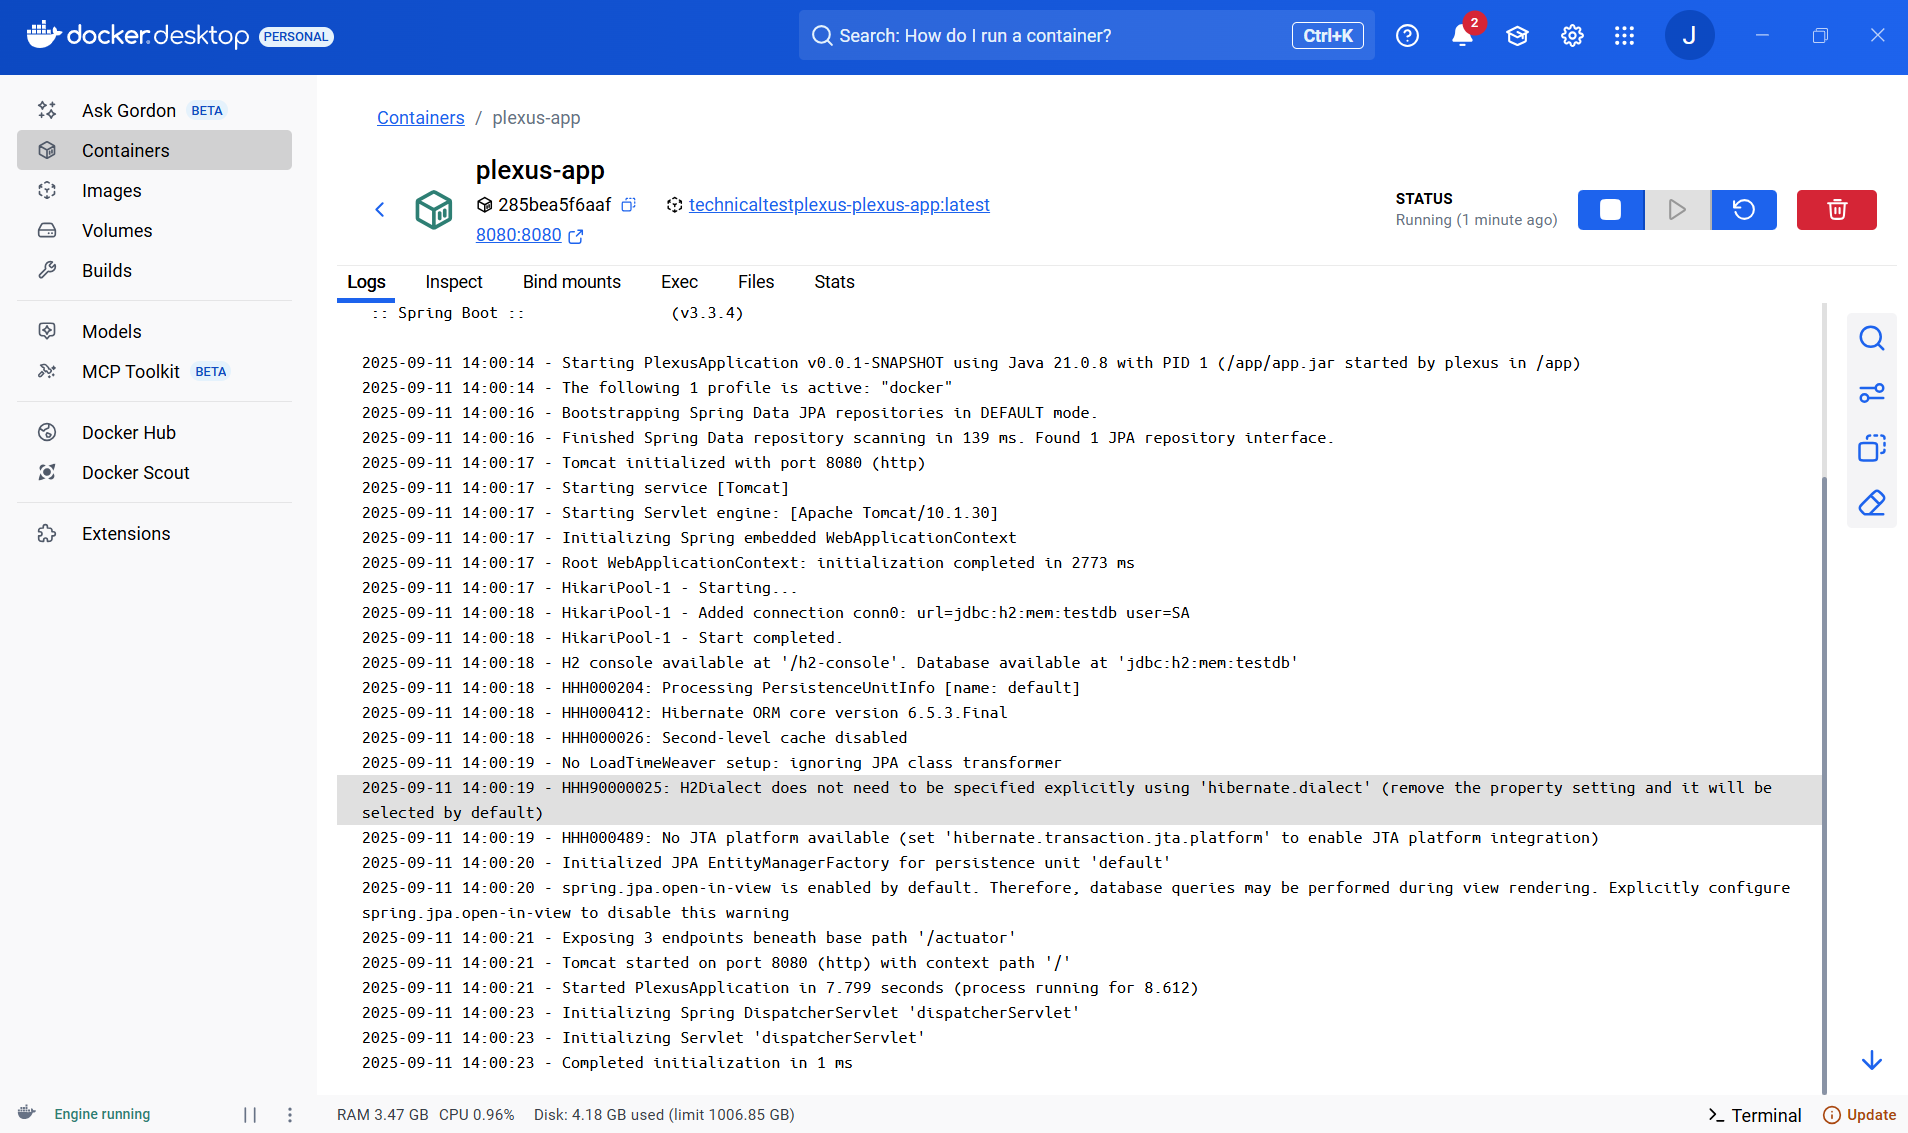 docker.desktop PERSONAL
Search: How do I run a container?
Ctrl+K
2
J
Ask Gordon BETA
Containers
Images
Volumes
Builds
Models
MCP Toolkit BETA
Docker Hub
Docker Scout
Extensions
Containers / plexus-app
plexus-app
285bea5f6aaf technicaltestplexus-plexus-app:latest
8080:8080
STATUS
Running (1 minute ago)
Logs Inspect Bind mounts Exec Files Stats
:: Spring Boot :: (v3.3.4)
2025-09-11 14:00:14 - Starting PlexusApplication v0.0.1-SNAPSHOT using Java 21.0.8 with PID 1 (/app/app.jar started by plexus in /app)
2025-09-11 14:00:14 - The following 1 profile is active: "docker"
2025-09-11 14:00:16 - Bootstrapping Spring Data JPA repositories in DEFAULT mode.
2025-09-11 14:00:16 - Finished Spring Data repository scanning in 139 ms. Found 1 JPA repository interface.
2025-09-11 14:00:17 - Tomcat initialized with port 8080 (http)
2025-09-11 14:00:17 - Starting service [Tomcat]
2025-09-11 14:00:17 - Starting Servlet engine: [Apache Tomcat/10.1.30]
2025-09-11 14:00:17 - Initializing Spring embedded WebApplicationContext
2025-09-11 14:00:17 - Root WebApplicationContext: initialization completed in 2773 ms
2025-09-11 14:00:17 - HikariPool-1 - Starting...
2025-09-11 14:00:18 - HikariPool-1 - Added connection conn0: url=jdbc:h2:mem:testdb user=SA
2025-09-11 14:00:18 - HikariPool-1 - Start completed.
2025-09-11 14:00:18 - H2 console available at '/h2-console'. Database available at 'jdbc:h2:mem:testdb'
2025-09-11 14:00:18 - HHH000204: Processing PersistenceUnitInfo [name: default]
2025-09-11 14:00:18 - HHH000412: Hibernate ORM core version 6.5.3.Final
2025-09-11 14:00:18 - HHH000026: Second-level cache disabled
2025-09-11 14:00:19 - No LoadTimeWeaver setup: ignoring JPA class transformer
2025-09-11 14:00:19 - HHH90000025: H2Dialect does not need to be specified explicitly using 'hibernate.dialect' (remove the property setting and it will be
selected by default)
2025-09-11 14:00:19 - HHH000489: No JTA platform available (set 'hibernate.transaction.jta.platform' to enable JTA platform integration)
2025-09-11 14:00:20 - Initialized JPA EntityManagerFactory for persistence unit 'default'
2025-09-11 14:00:20 - spring.jpa.open-in-view is enabled by default. Therefore, database queries may be performed during view rendering. Explicitly configure
spring.jpa.open-in-view to disable this warning
2025-09-11 14:00:21 - Exposing 3 endpoints beneath base path '/actuator'
2025-09-11 14:00:21 - Tomcat started on port 8080 (http) with context path '/'
2025-09-11 14:00:21 - Started PlexusApplication in 7.799 seconds (process running for 8.612)
2025-09-11 14:00:23 - Initializing Spring DispatcherServlet 'dispatcherServlet'
2025-09-11 14:00:23 - Initializing Servlet 'dispatcherServlet'
2025-09-11 14:00:23 - Completed initialization in 1 ms
Engine running
RAM 3.47 GB CPU 0.96% Disk: 4.18 GB used (limit 1006.85 GB)
Terminal
Update